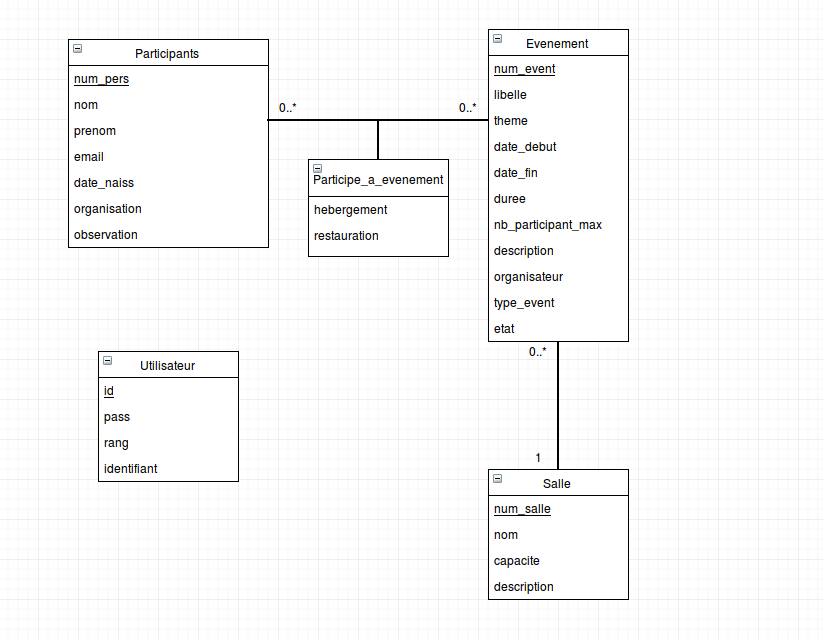 Participants
num_pers
nom
prenom
email
date_naiss
organisation
observation
0..*
0..*
Participe_a_evenement
hebergement
restauration
Evenement
num_event
libelle
theme
date_debut
date_fin
duree
nb_participant_max
description
organisateur
type_event
etat
0..*
1
Utilisateur
id
pass
rang
identifiant
Salle
num_salle
nom
capacite
description